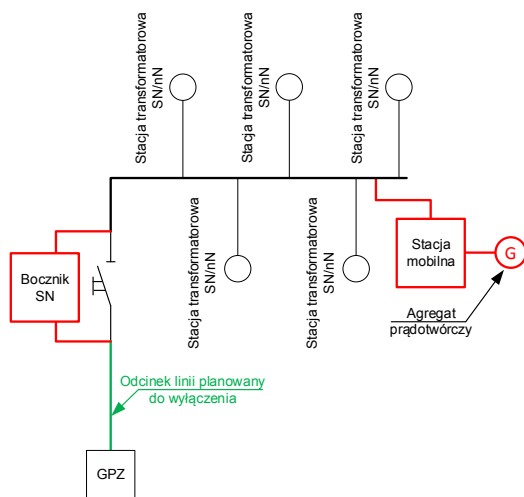 Stacja transformatorowa
SN/nN
Stacja transformatorowa
SN/nN
Stacja transformatorowa
SN/nN
Stacja transformatorowa
SN/nN
Stacja transformatorowa
SN/nN
Bocznik
SN
Stacja
mobilna
G
Agregat
prądotwórczy
Odcinek linii planowany
do wyłączenia
GPZ